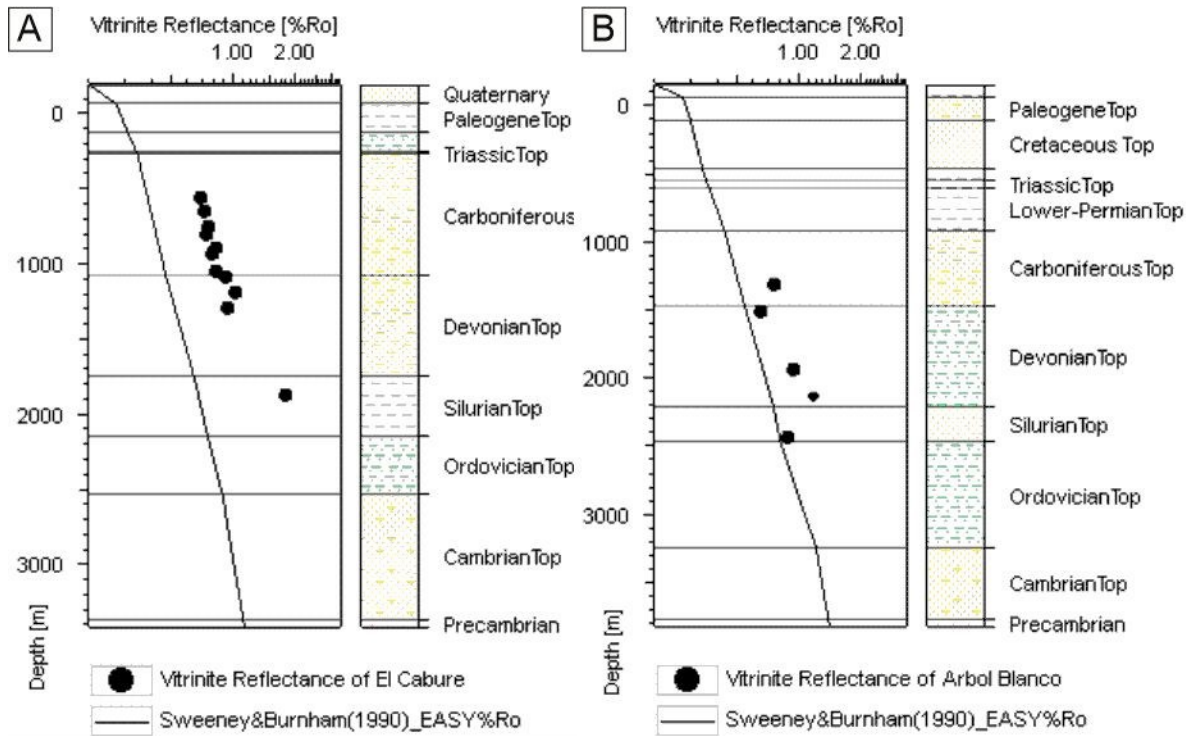 A
Vitrinite Reflectance [%Ro]
1.00 2.00
0
1000
2000
3000
Depth [m]
Quaternary
PaleogeneTop
TriassicTop
Carboniferous
DevonianTop
SilurianTop
OrdovicianTop
CambrianTop
Precambrian
Vitrinite Reflectance of El Cabure
Sweeney&Burnham(1990)_EASY%Ro
B
Vitrinite Reflectance [%Ro]
1.00 2.00
0
1000
2000
3000
Depth [m]
PaleogeneTop
Cretaceous Top
TriassicTop
Lower-PermianTop
CarboniferousTop
DevonianTop
SilurianTop
OrdovicianTop
CambrianTop
Precambrian
Vitrinite Reflectance of Arbol Blanco
Sweeney&Burnham(1990)_EASY%Ro